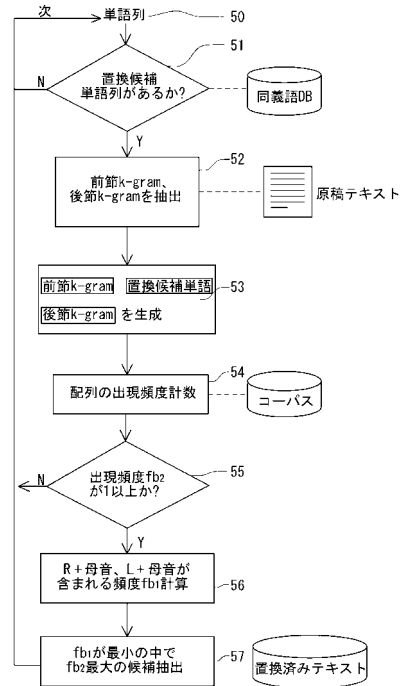 次
単語列
50
51
置換候補
単語列があるか?
N
同義語DB
Y
52
前節k-gram、
後節k-gramを抽出
原稿テキスト
前節k-gram 置換候補単語
53
後節k-gram を生成
54
配列の出現頻度計数
コーパス
55
N
出現頻度fb2
が1以上か?
Y
R+母音、L+母音が
含まれる頻度fb1計算
56
fb1が最小の中で
fb2最大の候補抽出
57
置換済みテキスト